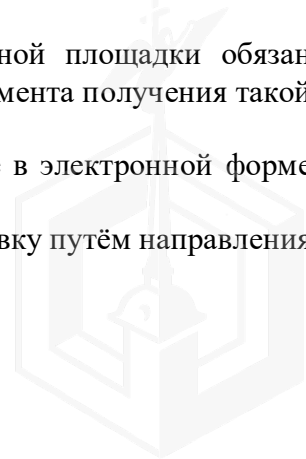 ной площадки обязан
мента получения такой
в электронной форме
вку путём направления